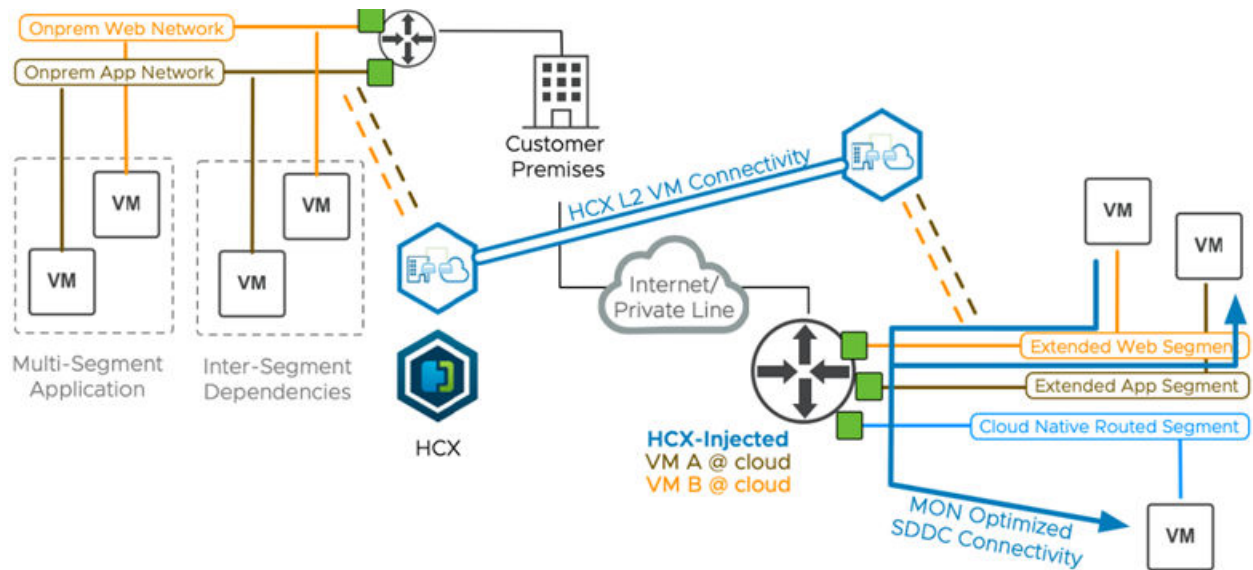 Onprem Web Network
Onprem App Network
VM
VM
VM
VM
Multi-Segment
Application
Inter-Segment
Dependencies
Customer
Premises
HCX L2 VM Connectivity
HCX
Internet/
Private Line
VM
VM
Extended Web Segment
Extended App Segment
Cloud Native Routed Segment
HCX-Injected
VM A @ cloud
VM B @ cloud
MON Optimized
SDDC Connectivity
VM